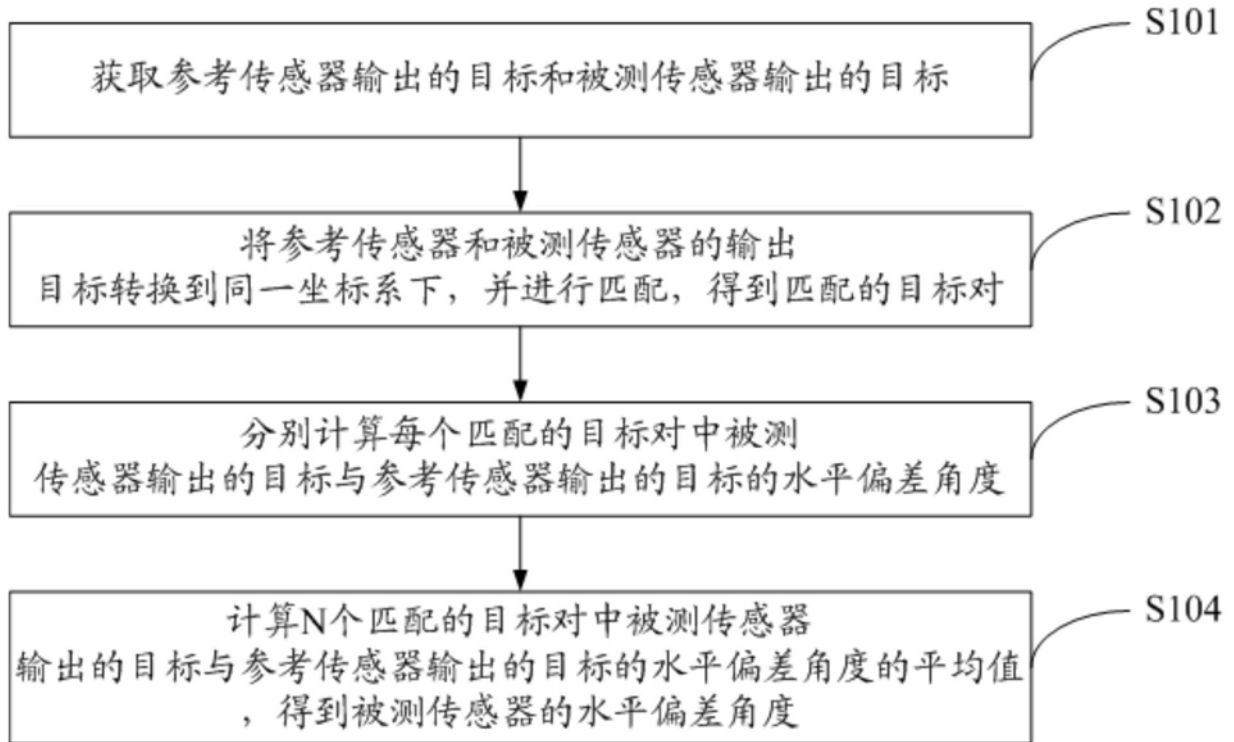 S101
获取参考传感器输出的目标和被测传感器输出的目标
S102
将参考传感器和被测传感器的输出
目标转换到同一坐标系下，并进行匹配，得到匹配的目标对
S103
分别计算每个匹配的目标对中被测
传感器输出的目标与参考传感器输出的目标的水平偏差角度
S104
计算N个匹配的目标对中被测传感器
输出的目标与参考传感器输出的目标的水平偏差角度的平均值
，得到被测传感器的水平偏差角度